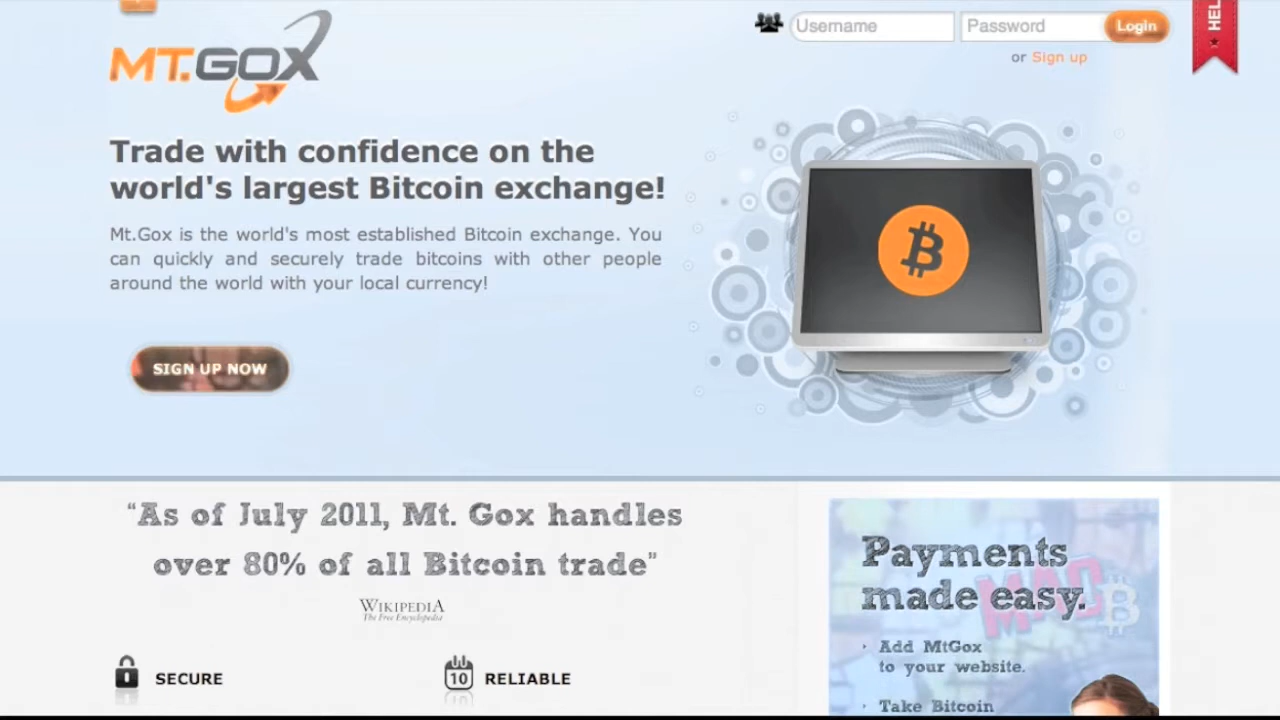 MT.GOX
Username
Password
Login
or Sign up
HEL
Trade with confidence on the
world's largest Bitcoin exchange!
Mt.Gox is the world's most established Bitcoin exchange. You
can quickly and securely trade bitcoins with other people
around the world with your local currency!
SIGN UP NOW
“As of July 2011, Mt. Gox handles
over 80% of all Bitcoin trade”
WIKIPEDIA
The Free Encyclopedia
10
SECURE
RELIABLE
Payments
made easy.
MAD
Add MtGox
to your website.
Take Bitcoin